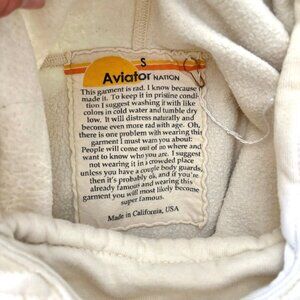 S
Aviator NATION
This garment is rad. I know because I
made it. To keep it in pristine condi-
tion I suggest washing it with like
colors in cold water and tumble dry
low. It will distress naturally and
become even more rad with age. Oh,
there is one problem with wearing this
garment I must warn you about:
People will come out of no where and
want to know who you are. I suggest
not wearing it in a crowded place
unless you have a couple body guards,
then it's probably ok, and if you're
already famous and wearing this
garment you will most likely become
super famous.
Made in California, USA